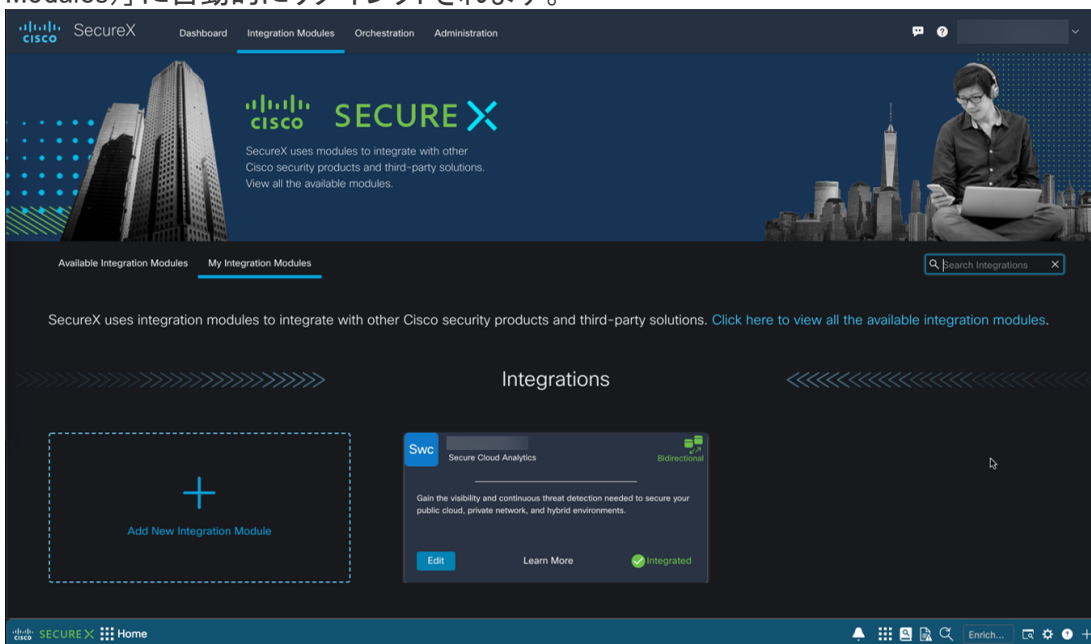 Modules)」に自動的にリダイレクトされます。
CISCO SecureX Dashboard Integration Modules Orchestration Administration
CISCO SECURE X
SecureX uses modules to integrate with other
Cisco security products and third-party solutions.
View all the available modules.
Available Integration Modules My Integration Modules Search Integrations
SecureX uses integration modules to integrate with other Cisco security products and third-party solutions. Click here to view all the available integration modules.
Integrations
Add New Integration Module
Swc
Secure Cloud Analytics
Bidirectional
Gain the visibility and continuous threat detection needed to secure your
public cloud, private network, and hybrid environments.
Edit Learn More Integrated
CISCO SECURE X Home Enrich...